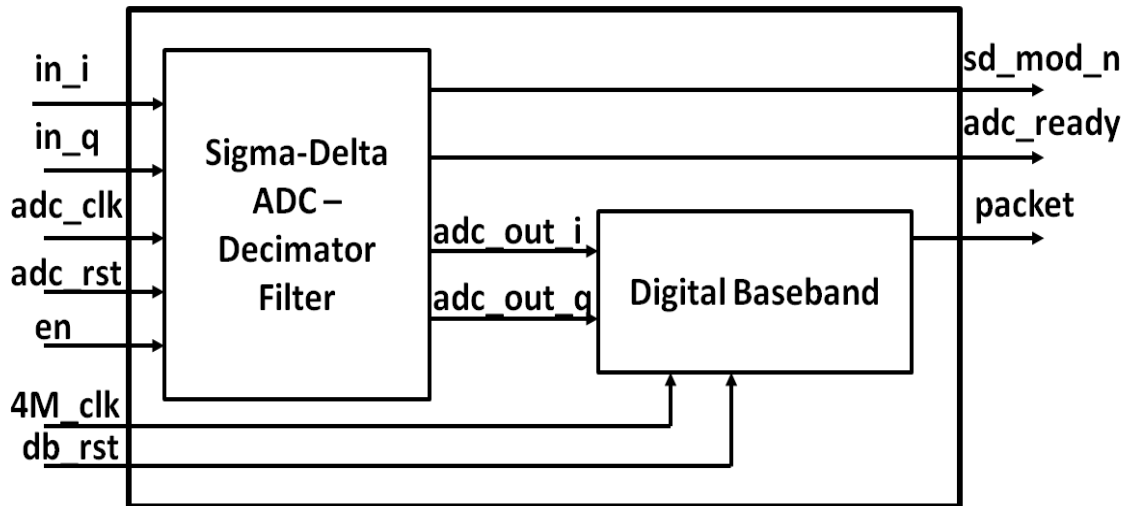 in_i
in_q
adc_clk
adc_rst
en
4M_clk
db_rst
Sigma-Delta
ADC –
Decimator
Filter
adc_out_i
adc_out_q
Digital Baseband
sd_mod_n
adc_ready
packet